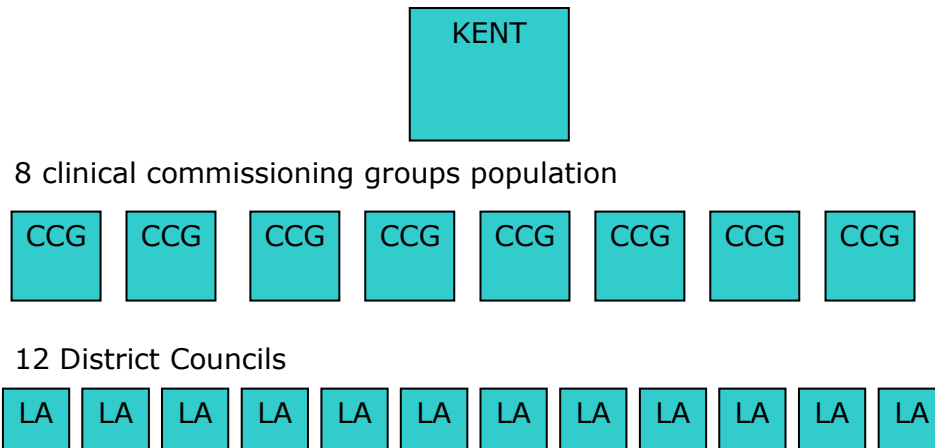 KENT
8 clinical commissioning groups population
CCG CCG CCG CCG CCG CCG CCG CCG
12 District Councils
LA LA LA LA LA LA LA LA LA LA LA LA